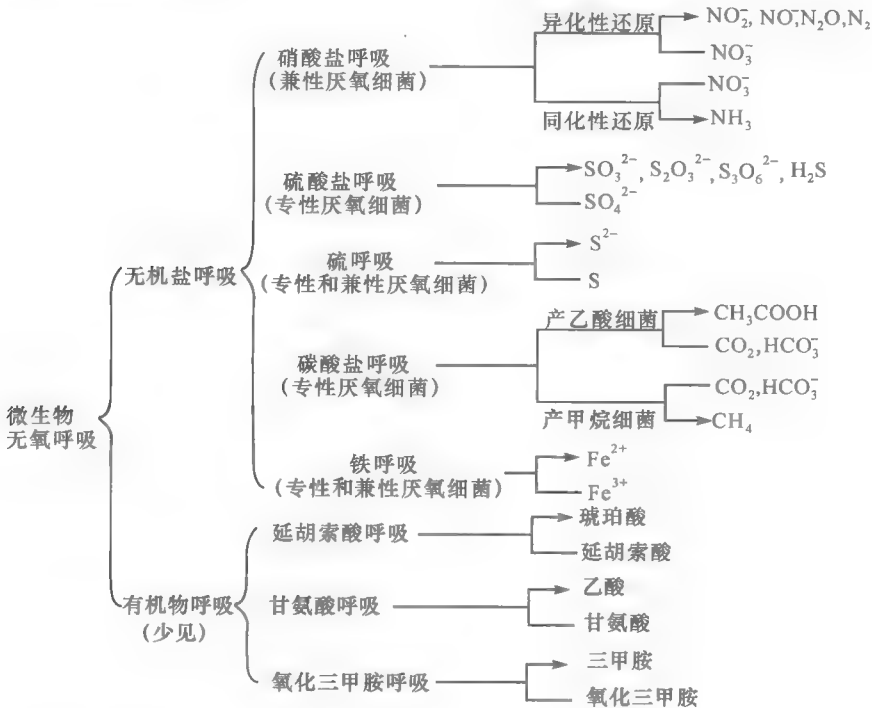 异化性还原 NO₂⁻, NO⁻,N₂O,N₂
硝酸盐呼吸 NO₃⁻
(兼性厌氧细菌) NO₃⁻
同化性还原 NH₃
硫酸盐呼吸 SO₃²⁻, S₂O₃²⁻, S₃O₆²⁻, H₂S
(专性厌氧细菌) SO₄²⁻
硫呼吸 S²⁻
无机盐呼吸 (专性和兼性厌氧细菌) S
产乙酸细菌 CH₃COOH
碳酸盐呼吸 CO₂,HCO₃⁻
(专性厌氧细菌) CO₂,HCO₃⁻
微生物
无氧呼吸 产甲烷细菌 CH₄
铁呼吸 Fe²⁺
(专性和兼性厌氧细菌) Fe³⁺
延胡索酸呼吸 琥珀酸
延胡索酸
有机物呼吸 甘氨酸呼吸 乙酸
(少见) 甘氨酸
氧化三甲胺呼吸 三甲胺
氧化三甲胺